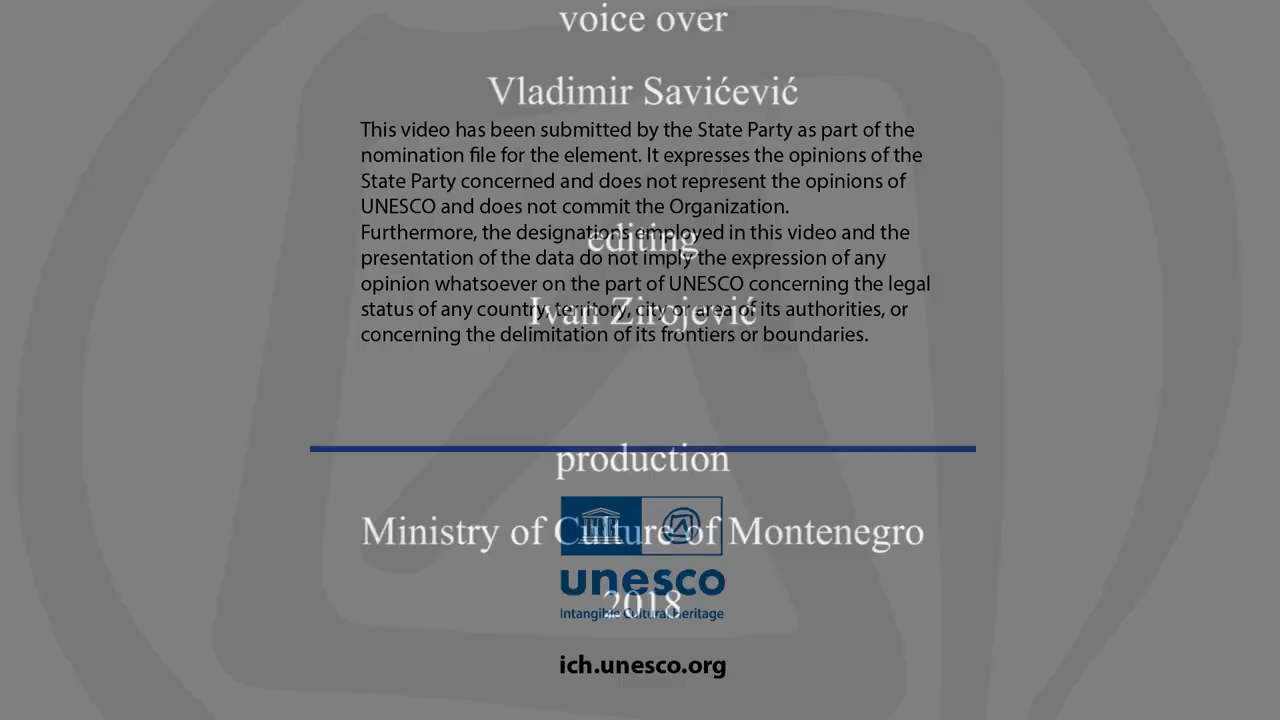 voice over
Vladimir Savićević
This video has been submitted by the State Party as part of the
nomination file for the element. It expresses the opinions of the
State Party concerned and does not represent the opinions of
UNESCO and does not commit the Organization.
Furthermore, the designations employed in this video and the
editing
presentation of the data do not imply the expression of any
opinion whatsoever on the part of UNESCO concerning the legal
status of any country, territory, city or area of its authorities, or
Ivan Zirojević
concerning the delimitation of its frontiers or boundaries.
production
Ministry of Culture of Montenegro
unesco
2018
Intangible Cultural Heritage
ich.unesco.org